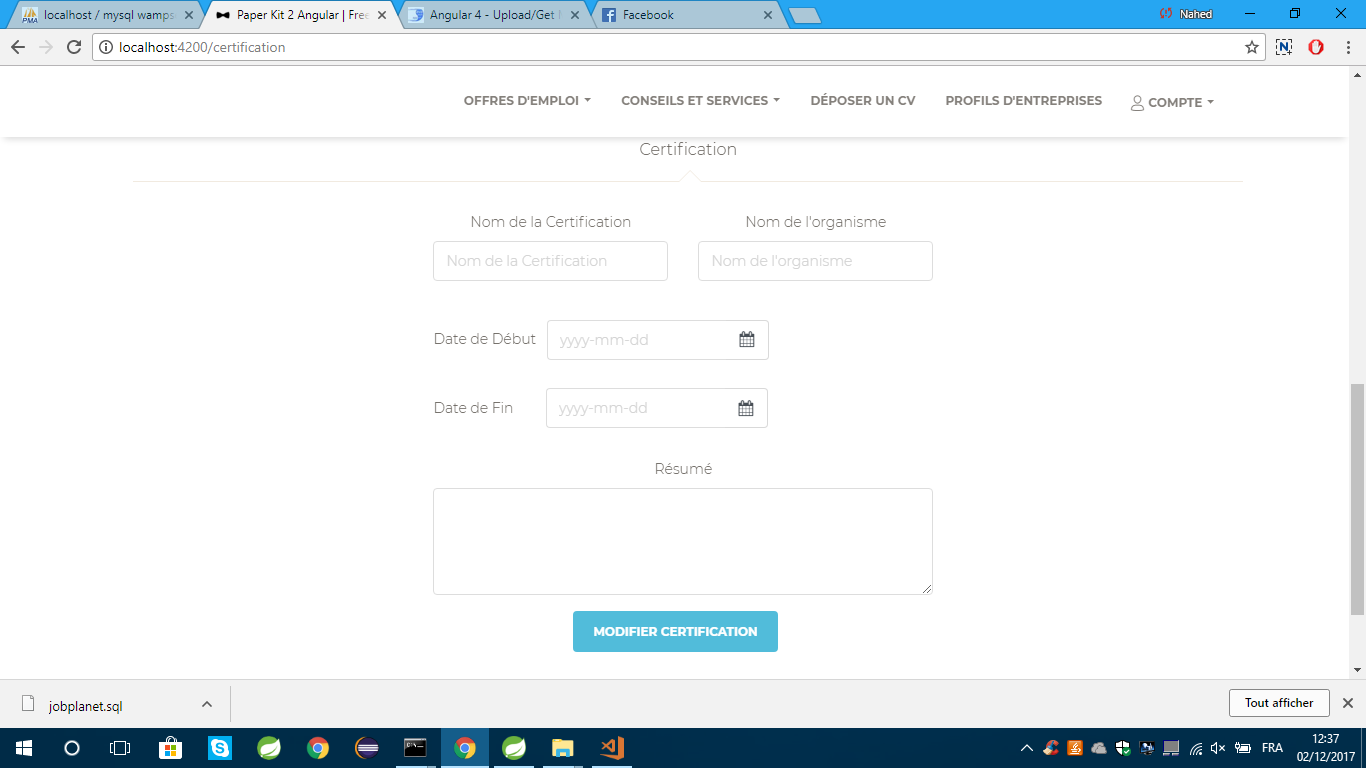 localhost / mysql wamps
Paper Kit 2 Angular | Free
Angular 4 - Upload/Get
Facebook
Nahed
localhost:4200/certification
OFFRES D'EMPLOI
CONSEILS ET SERVICES
DÉPOSER UN CV
PROFILS D'ENTREPRISES
COMPTE
Certification
Nom de la Certification
Nom de l'organisme
Nom de la Certification
Nom de l'organisme
Date de Début
yyyy-mm-dd
Date de Fin
yyyy-mm-dd
Résumé
MODIFIER CERTIFICATION
jobplanet.sql
Tout afficher
FRA
12:37
02/12/2017